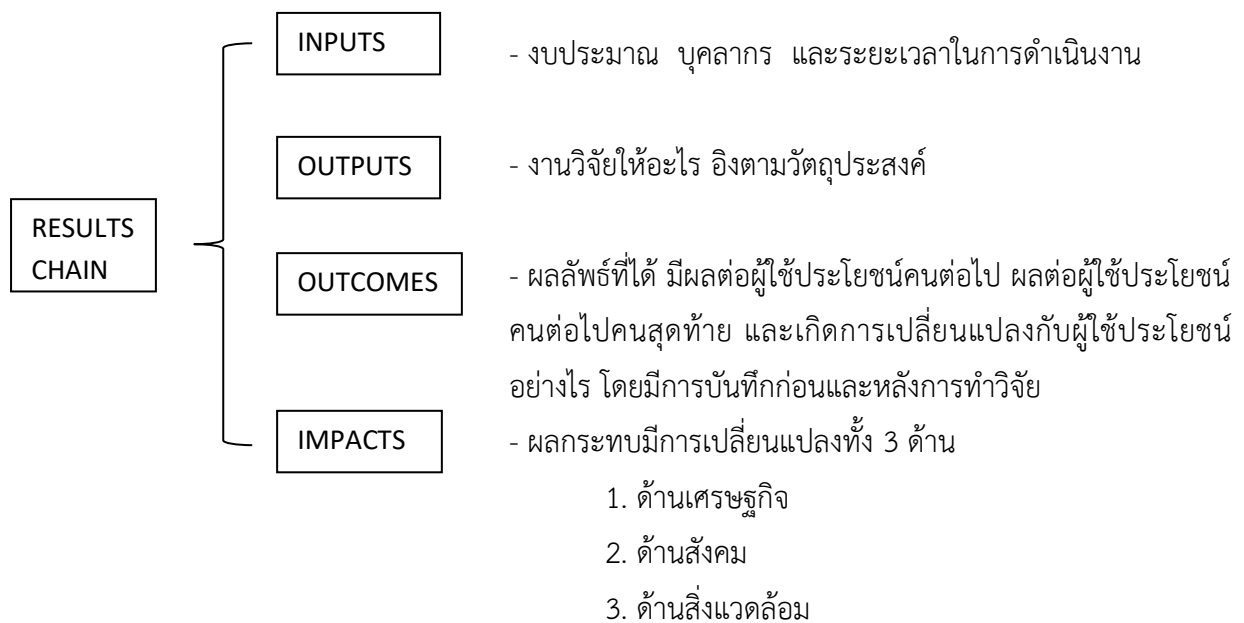 INPUTS
- งบประมาณ บุคลากร และระยะเวลาในการดำเนินงาน
OUTPUTS
- งานวิจัยให้อะไร อิงตามวัตถุประสงค์
RESULTS
CHAIN
OUTCOMES
- ผลลัพธ์ที่ได้ มีผลต่อผู้ใช้ประโยชน์คนต่อไป ผลต่อผู้ใช้ประโยชน์
คนต่อไปคนสุดท้าย และเกิดการเปลี่ยนแปลงกับผู้ใช้ประโยชน์
อย่างไร โดยมีการบันทึกก่อนและหลังการทำวิจัย
IMPACTS
- ผลกระทบมีการเปลี่ยนแปลงทั้ง 3 ด้าน
1. ด้านเศรษฐกิจ
2. ด้านสังคม
3. ด้านสิ่งแวดล้อม